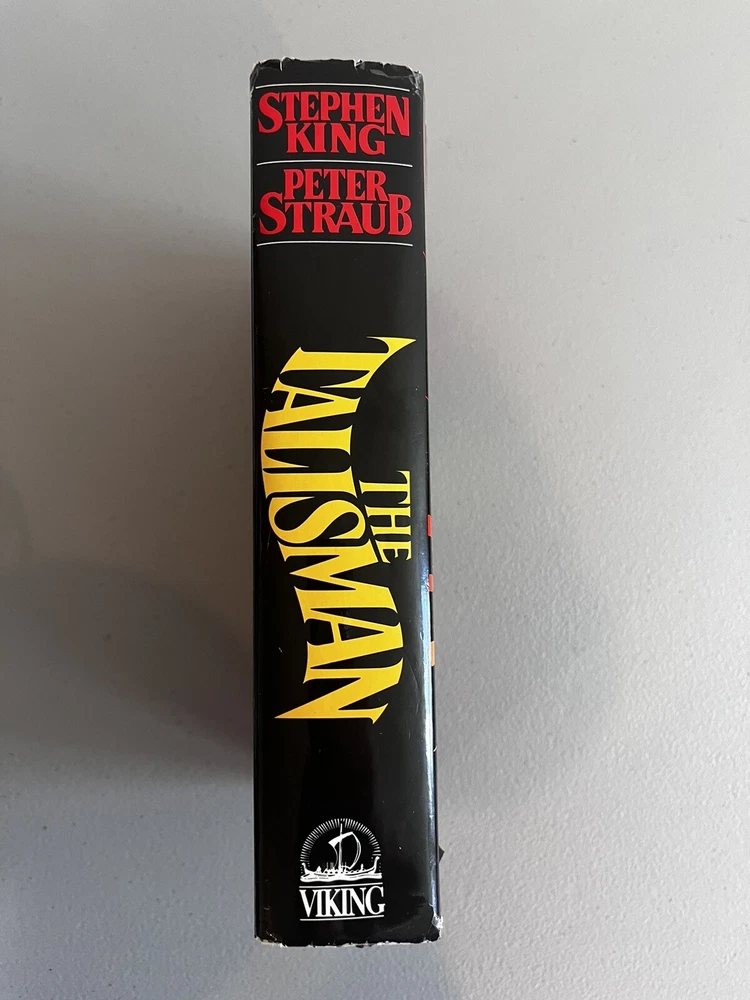 STEPHEN
KING
PETER
STRAUB
THE
TALISMAN
VIKING